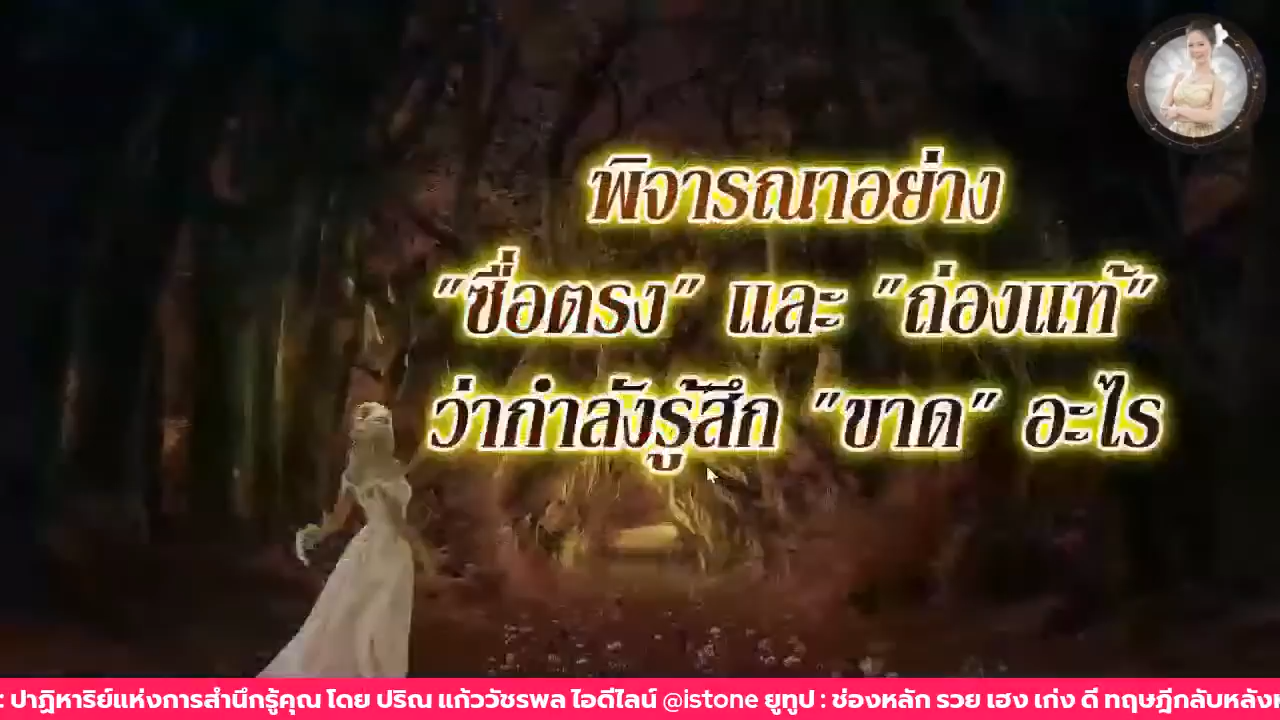 พิจารณาอย่าง
"ซื่อตรง" และ "ถ่องแท้"
ว่ากำลังรู้สึก "ขาด" อะไร
: ปาฏิหาริย์แห่งการสำนึกรู้คุณ โดย ปริณ แก้ววัชรพล ไอดีไลน์ @istone ยูทูป : ช่องหลัก รวย เฮง เก่ง ดี ทฤษฎีกลับหลัง